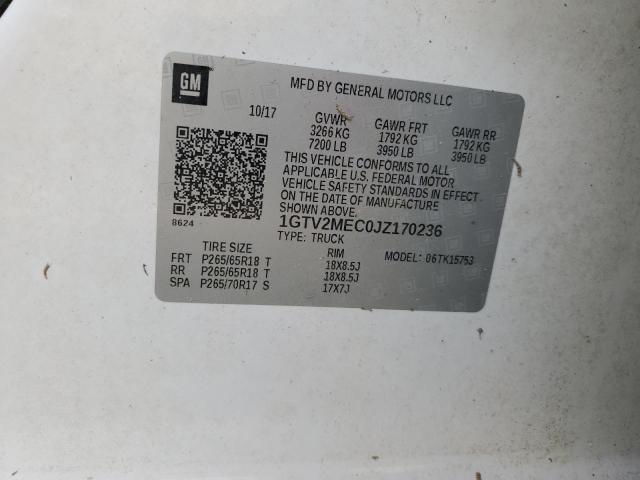 GM
MFD BY GENERAL MOTORS LLC
10/17
GVWR GAWR FRT GAWR RR
3266 KG 1792 KG 1792 KG
7200 LB 3950 LB 3950 LB
THIS VEHICLE CONFORMS TO ALL
APPLICABLE U.S. FEDERAL MOTOR
VEHICLE SAFETY STANDARDS IN EFFECT
ON THE DATE OF MANUFACTURE
SHOWN ABOVE.
8624
1GTV2MEC0JZ170236
TYPE: TRUCK
MODEL: 06TK15753
TIRE SIZE RIM
FRT P265/65R18 T 18X8.5J
RR P265/65R18 T 18X8.5J
SPA P265/70R17 S 17X7J